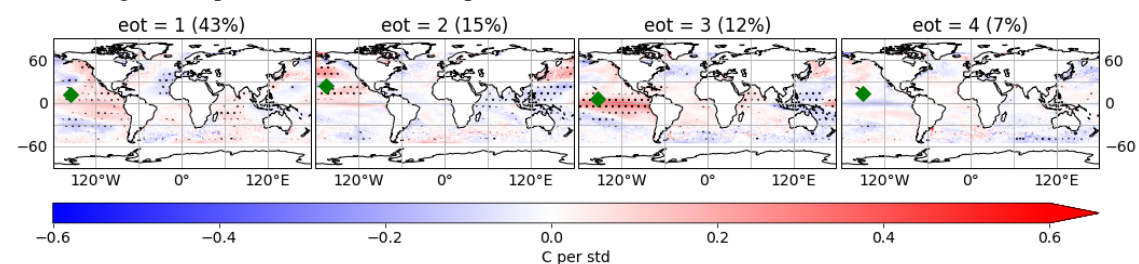 eot = 1 (43%) eot = 2 (15%) eot = 3 (12%) eot = 4 (7%)
60 60
0 0
−60 −60
120°W 0° 120°E 120°W 0° 120°E 120°W 0° 120°E 120°W 0° 120°E
−0.6 −0.4 −0.2 0.0 0.2 0.4 0.6
C per std